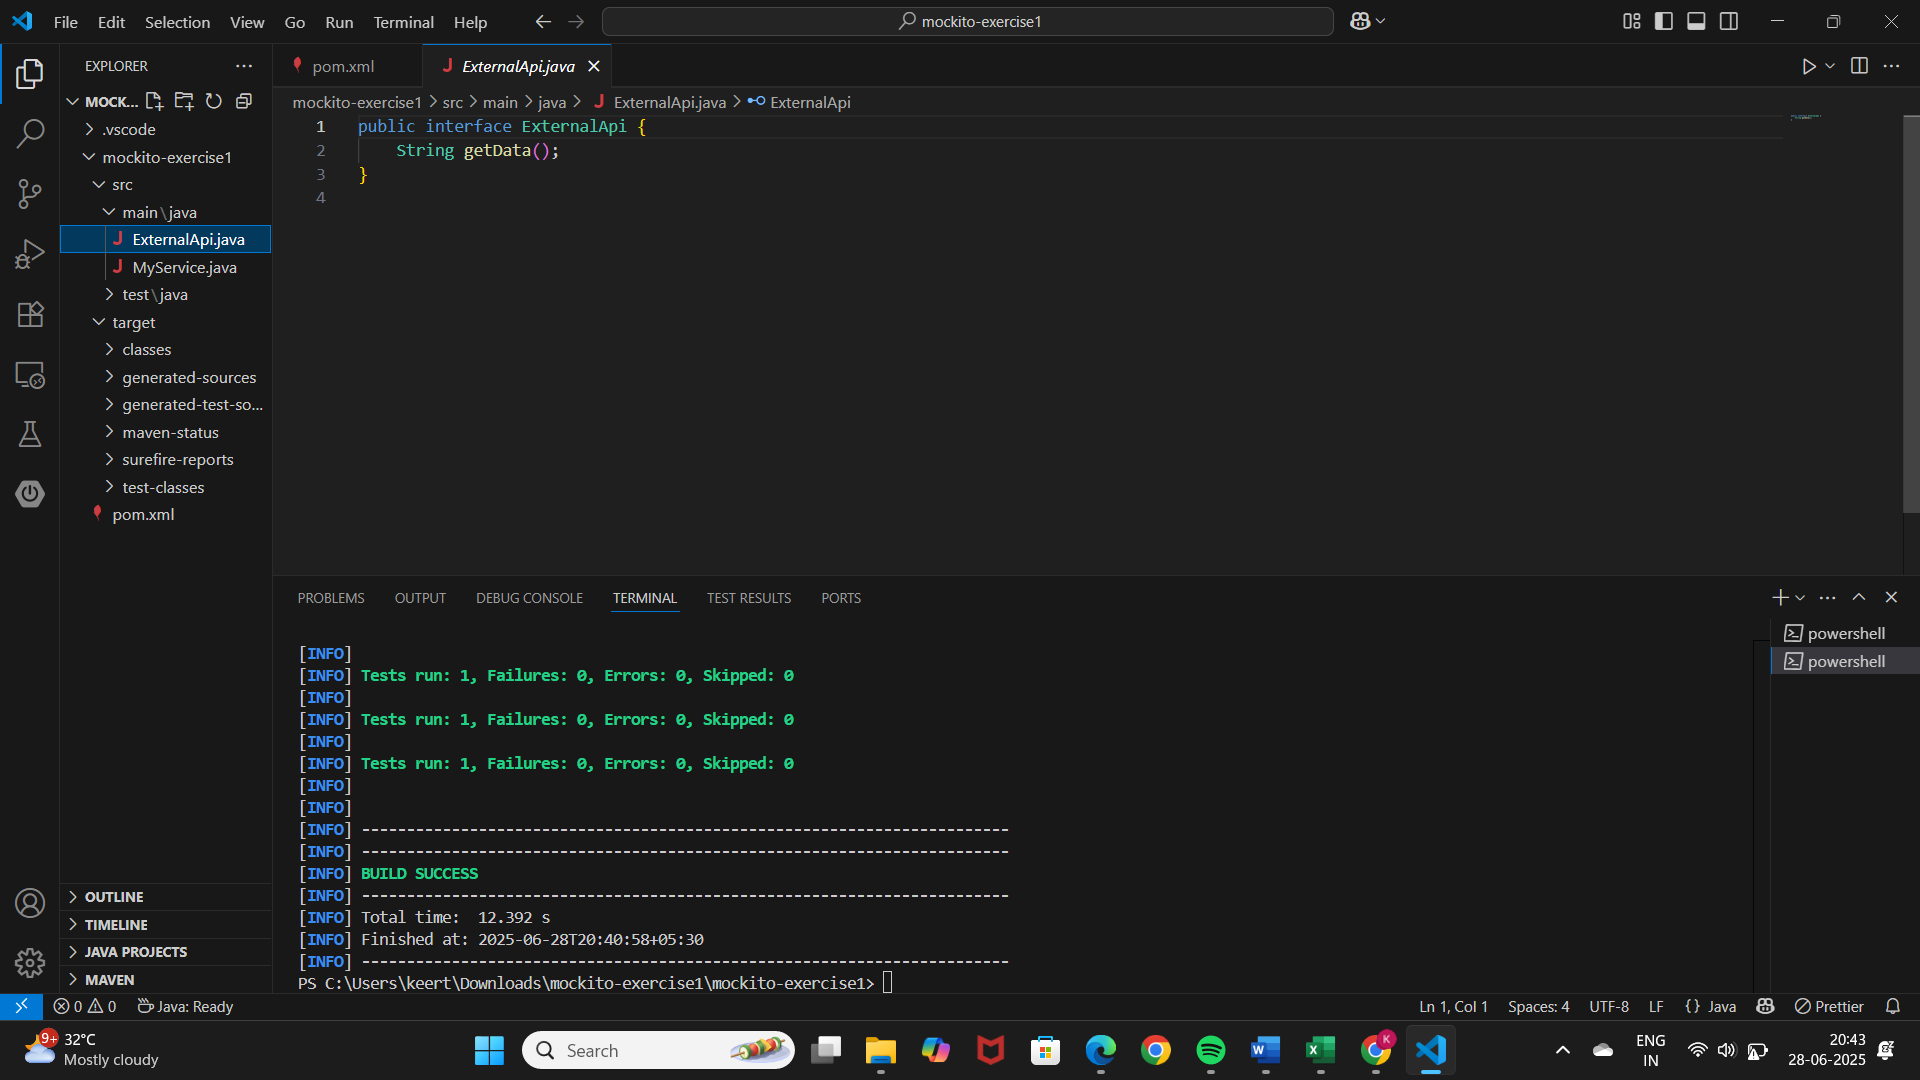 File Edit Selection View Go Run Terminal Help
mockito-exercise1
EXPLORER
MOCK...
.vscode
mockito-exercise1
src
main\java
ExternalApi.java
MyService.java
test\java
target
classes
generated-sources
generated-test-so...
maven-status
surefire-reports
test-classes
pom.xml
OUTLINE
TIMELINE
JAVA PROJECTS
MAVEN
pom.xml
ExternalApi.java
mockito-exercise1 > src > main > java > ExternalApi.java > ExternalApi
1 public interface ExternalApi {
2 String getData();
3 }
4
PROBLEMS OUTPUT DEBUG CONSOLE TERMINAL TEST RESULTS PORTS
powershell
powershell
[INFO]
[INFO] Tests run: 1, Failures: 0, Errors: 0, Skipped: 0
[INFO]
[INFO] Tests run: 1, Failures: 0, Errors: 0, Skipped: 0
[INFO]
[INFO] Tests run: 1, Failures: 0, Errors: 0, Skipped: 0
[INFO]
[INFO]
[INFO] ------------------------------------------------------------------------
[INFO] ------------------------------------------------------------------------
[INFO] BUILD SUCCESS
[INFO] ------------------------------------------------------------------------
[INFO] Total time:  12.392 s
[INFO] Finished at: 2025-06-28T20:40:58+05:30
[INFO] ------------------------------------------------------------------------
PS C:\Users\keert\Downloads\mockito-exercise1\mockito-exercise1>
0 0 Java: Ready
Ln 1, Col 1 Spaces: 4 UTF-8 LF {} Java Prettier
9+
32°C
Mostly cloudy
Search
K
ENG
IN
20:43
28-06-2025